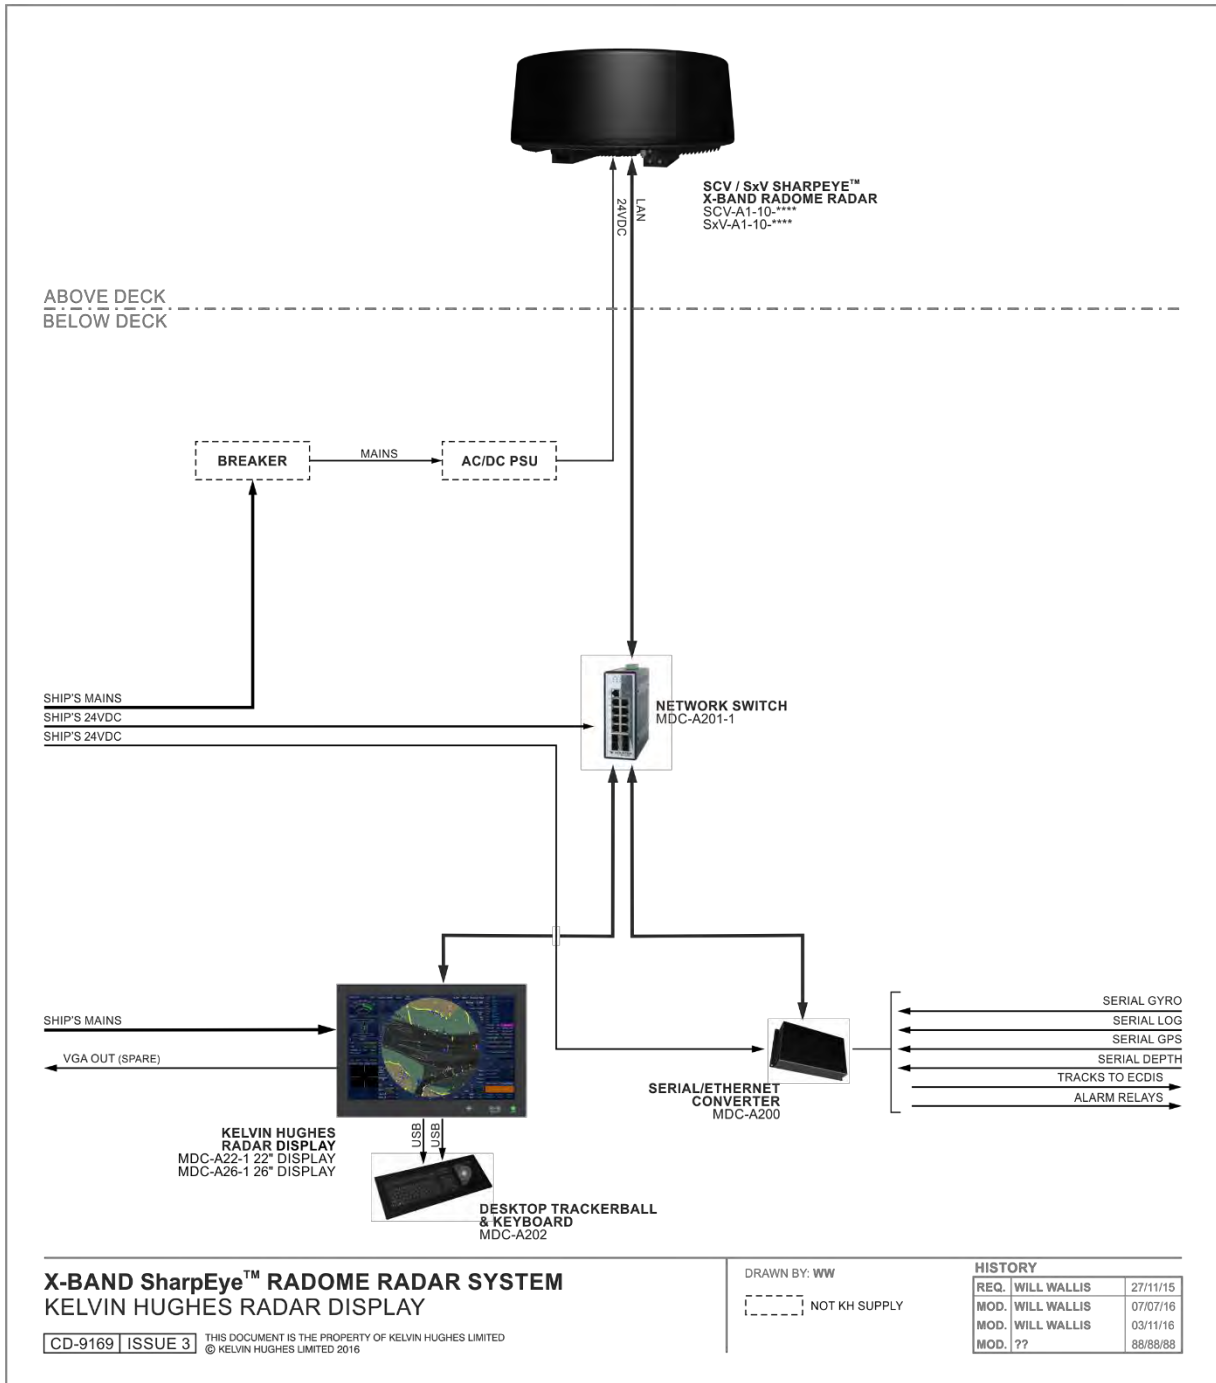 SCV / SxV SHARPEYE™
X-BAND RADOME RADAR
SCV-A1-10-****
SxV-A1-10-****
LAN
24VDC
ABOVE DECK
BELOW DECK
BREAKER
MAINS
AC/DC PSU
SHIP'S MAINS
SHIP'S 24VDC
SHIP'S 24VDC
NETWORK SWITCH
MDC-A201-1
SHIP'S MAINS
VGA OUT (SPARE)
SERIAL GYRO
SERIAL LOG
SERIAL GPS
SERIAL DEPTH
TRACKS TO ECDIS
ALARM RELAYS
SERIAL/ETHERNET
CONVERTER
MDC-A200
KELVIN HUGHES
RADAR DISPLAY
MDC-A22-1 22" DISPLAY
MDC-A26-1 26" DISPLAY
USB
USB
DESKTOP TRACKERBALL
& KEYBOARD
MDC-A202
X-BAND SharpEye™ RADOME RADAR SYSTEM
KELVIN HUGHES RADAR DISPLAY
CD-9169 ISSUE 3
THIS DOCUMENT IS THE PROPERTY OF KELVIN HUGHES LIMITED
© KELVIN HUGHES LIMITED 2016
DRAWN BY: WW
NOT KH SUPPLY
HISTORY
REQ. WILL WALLIS 27/11/15
MOD. WILL WALLIS 07/07/16
MOD. WILL WALLIS 03/11/16
MOD. ?? 88/88/88